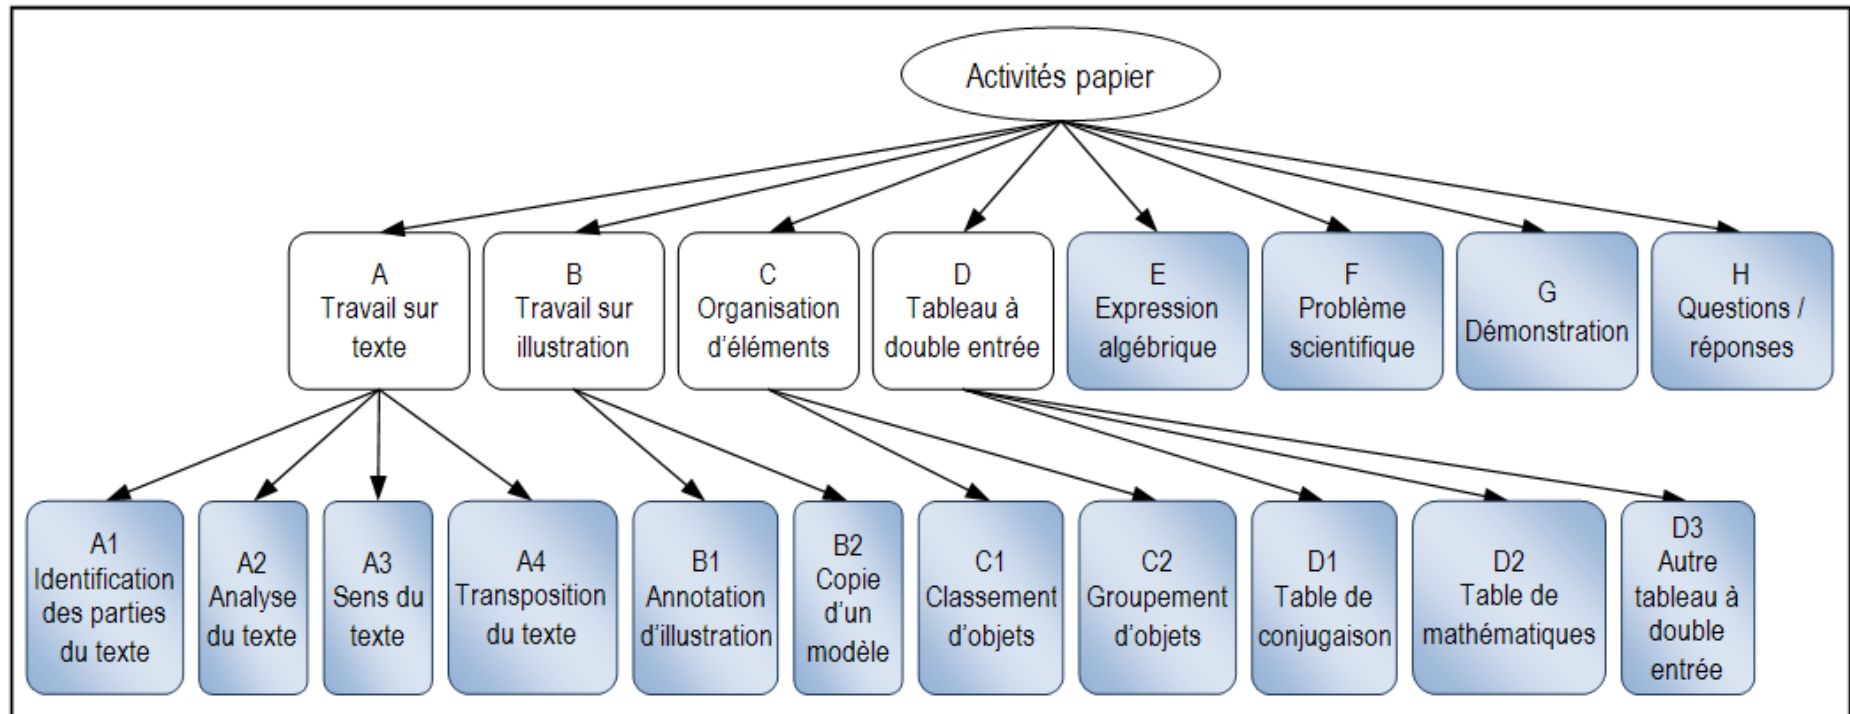 Activités papier
A
Travail sur
texte
B
Travail sur
illustration
C
Organisation
d'éléments
D
Tableau à
double entrée
E
Expression
algébrique
F
Problème
scientifique
G
Démonstration
H
Questions /
réponses
A1
Identification
des parties
du texte
A2
Analyse
du texte
A3
Sens du
texte
A4
Transposition
du texte
B1
Annotation
d'illustration
B2
Copie
d'un
modèle
C1
Classement
d'objets
C2
Groupement
d'objets
D1
Table de
conjugaison
D2
Table de
mathématiques
D3
Autre
tableau à
double
entrée